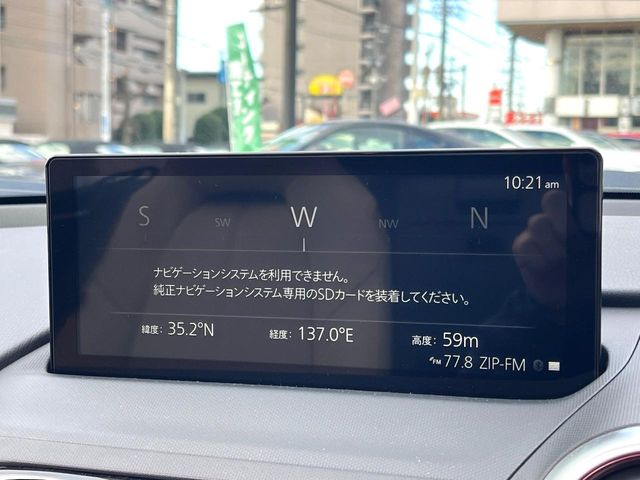 10:21am
S SW W NW N
ナビゲーションシステムを利用できません。
純正ナビゲーションシステム専用のSDカードを装着してください。
緯度: 35.2°N 経度: 137.0°E 高度: 59m
FM 77.8 ZIP-FM